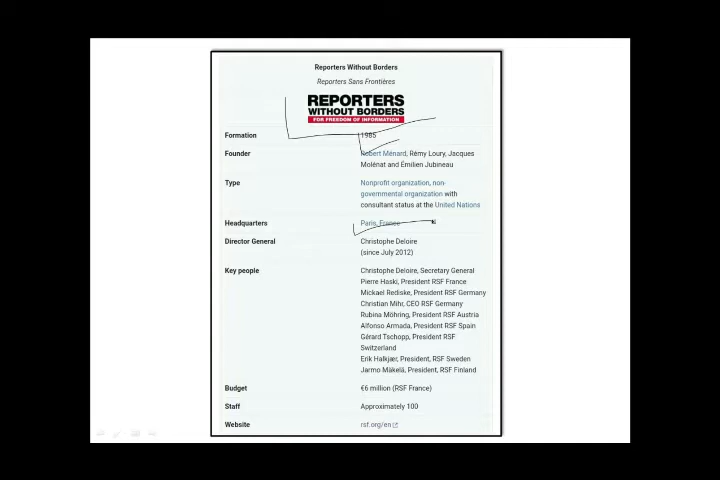 Reporters Without Borders
Reporters Sans Frontières
REPORTERS
WITHOUT BORDERS
FOR FREEDOM OF INFORMATION
Formation 1985
Founder Robert Ménard, Rémy Loury, Jacques
Molénat and Émilien Jubineau
Type Nonprofit organization, non-
governmental organization with
consultant status at the United Nations
Headquarters Paris, France
Director General Christophe Deloire
(since July 2012)
Key people Christophe Deloire, Secretary General
Pierre Haski, President RSF France
Mickael Rediske, President RSF Germany
Christian Mihr, CEO RSF Germany
Rubina Möhring, President RSF Austria
Alfonso Armada, President RSF Spain
Gérard Tschopp, President RSF
Switzerland
Erik Halkjær, President, RSF Sweden
Jarmo Mäkelä, President, RSF Finland
Budget €6 million (RSF France)
Staff Approximately 100
Website rsf.org/en